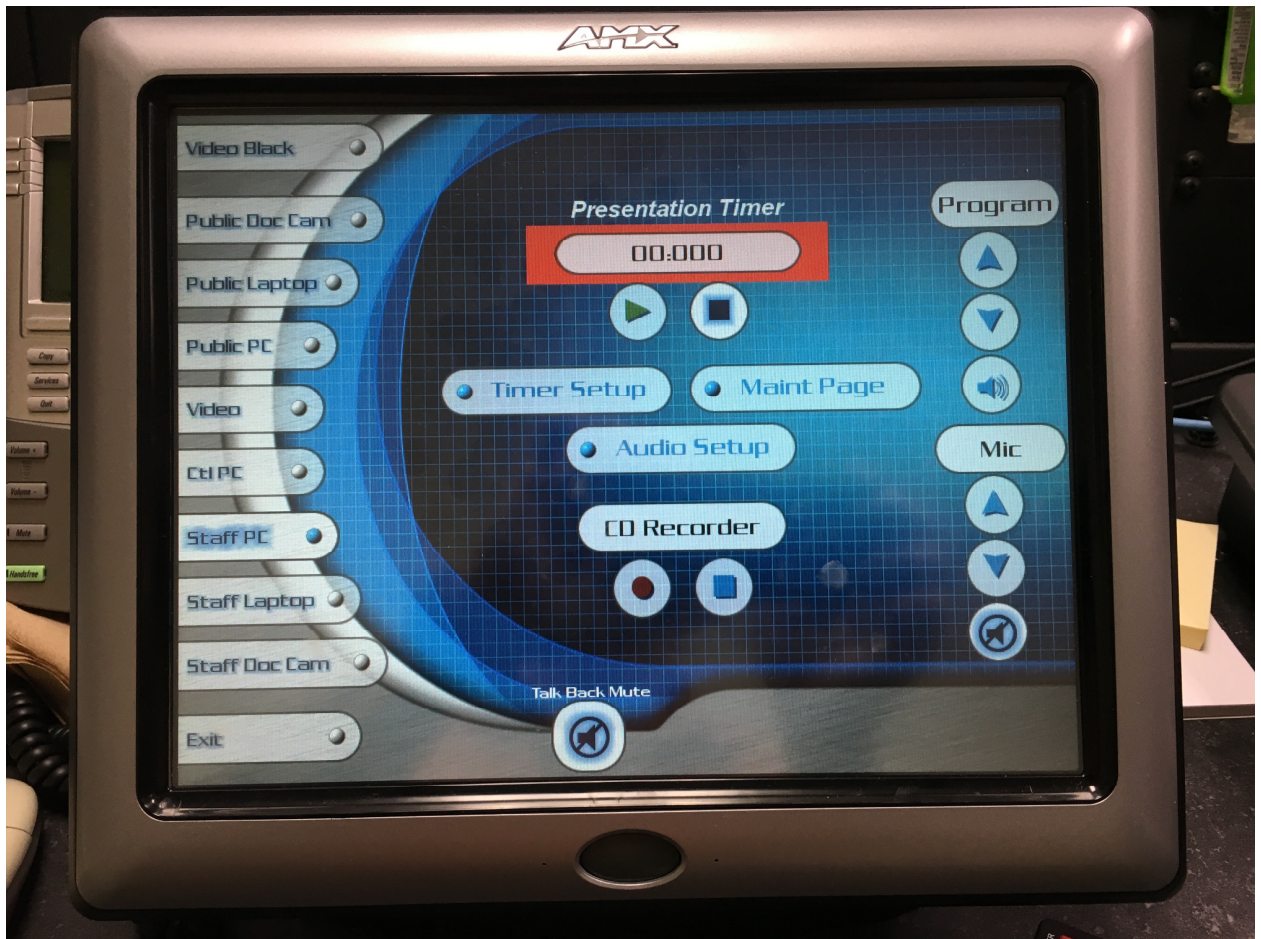 AMX
Video Black
Public Doc Cam
Public Laptop
Public PC
Video
Ctl PC
Staff PC
Staff Laptop
Staff Doc Cam
Exit
Presentation Timer
00:000
Timer Setup
Maint Page
Audio Setup
CD Recorder
Talk Back Mute
Program
Mic
Copy
Services
Quit
Volume +
Volume -
Mute
Handsfree